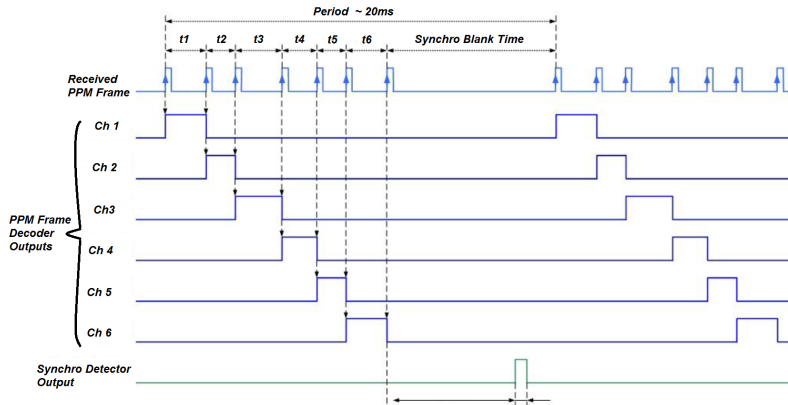 Period ~ 20ms
t1 t2 t3 t4 t5 t6 Synchro Blank Time
Received
PPM Frame
Ch 1
Ch 2
Ch3
PPM Frame
Decoder
Outputs
Ch 4
Ch 5
Ch 6
Synchro Detector
Output